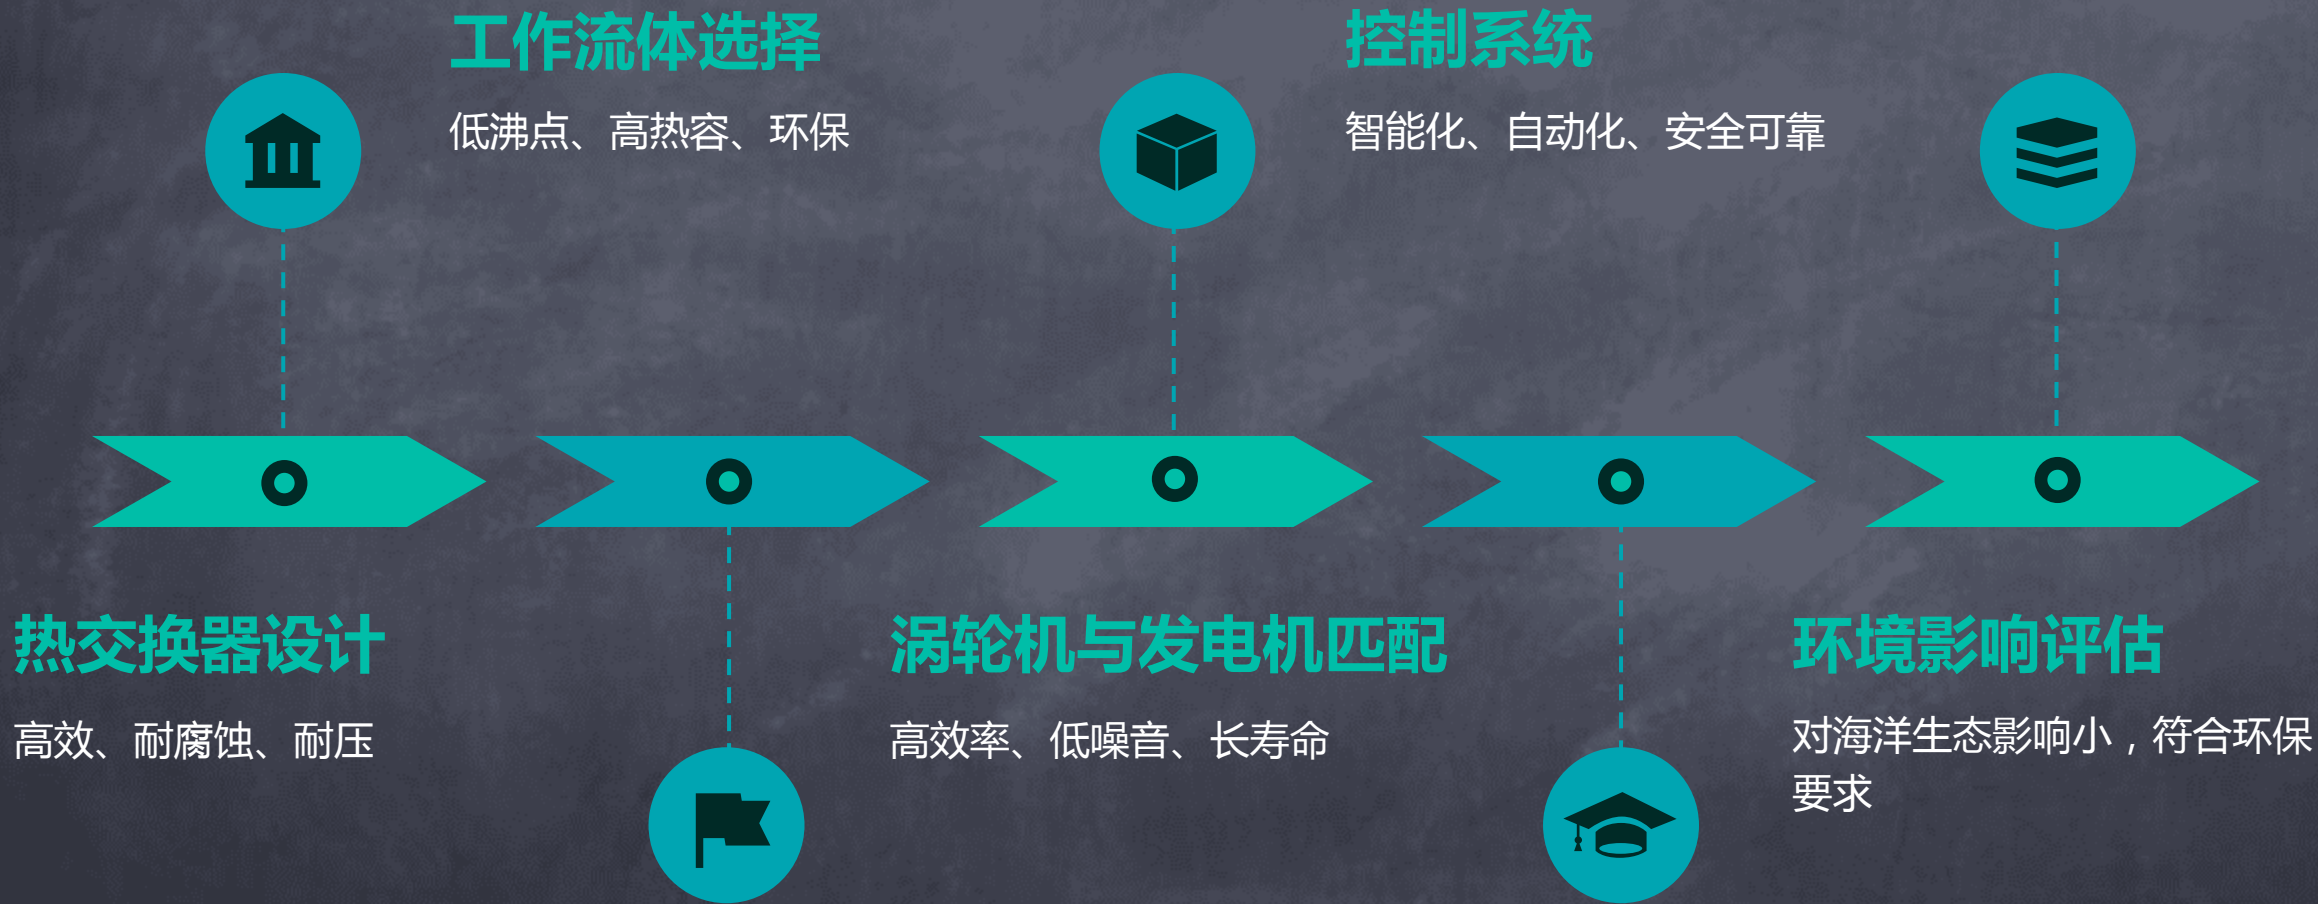 工作流体选择
低沸点、高热容、环保
控制系统
智能化、自动化、安全可靠
热交换器设计
高效、耐腐蚀、耐压
涡轮机与发电机匹配
高效率、低噪音、长寿命
环境影响评估
对海洋生态影响小，符合环保
要求